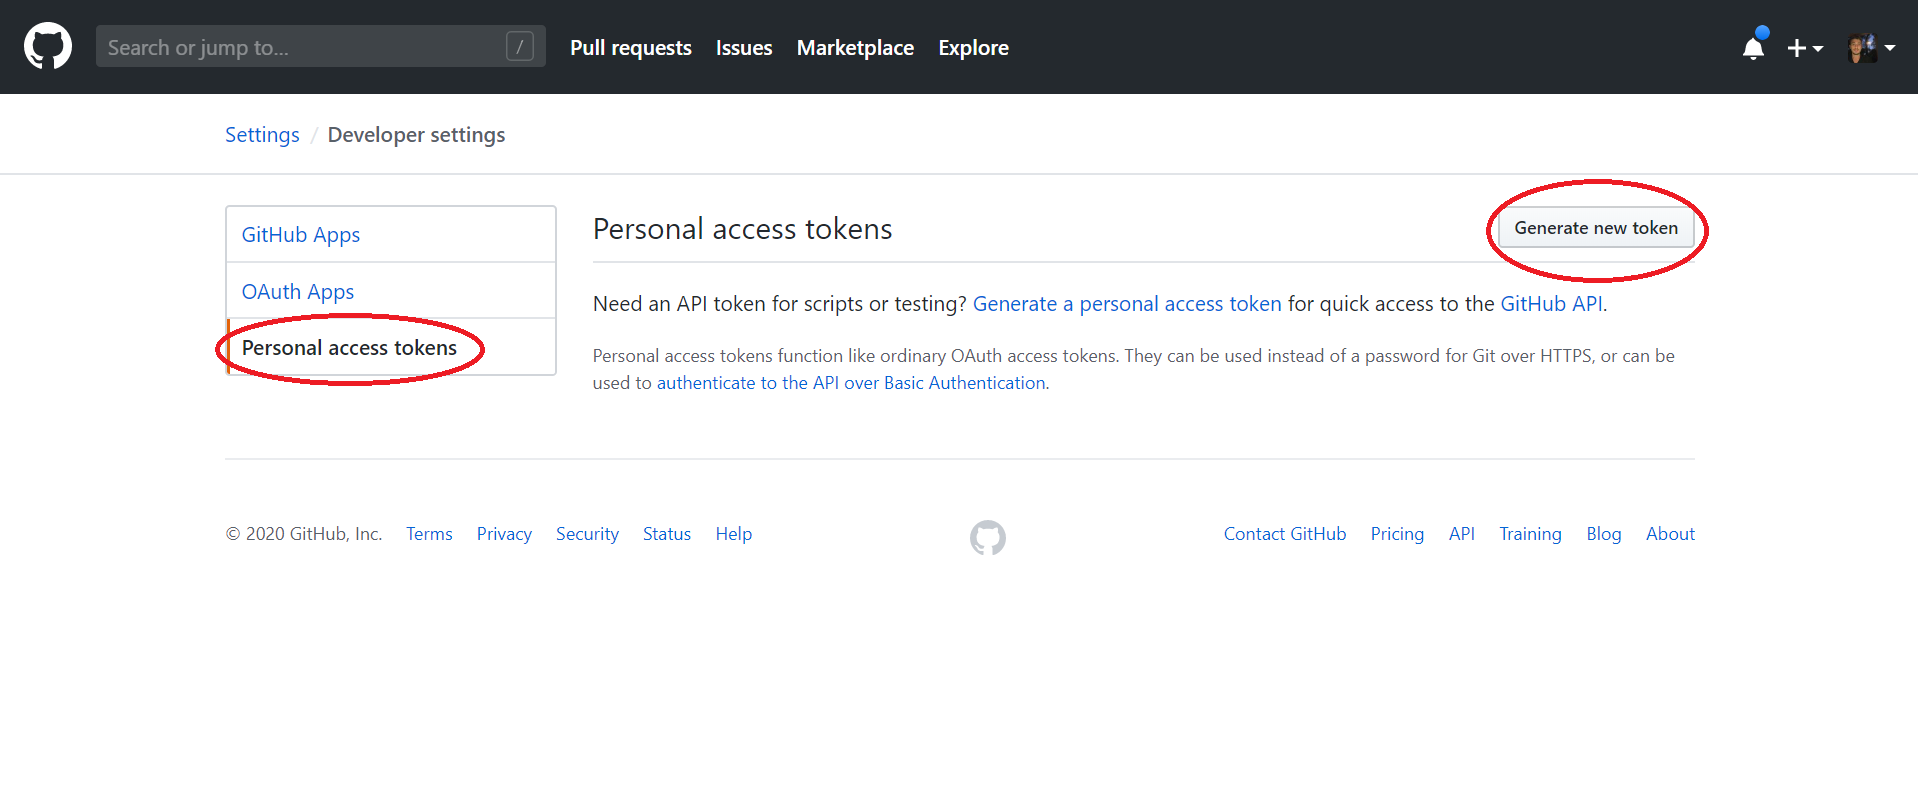 Search or jump to... /
Pull requests Issues Marketplace Explore
Settings / Developer settings
GitHub Apps
OAuth Apps
Personal access tokens
Personal access tokens
Generate new token
Need an API token for scripts or testing? Generate a personal access token for quick access to the GitHub API.
Personal access tokens function like ordinary OAuth access tokens. They can be used instead of a password for Git over HTTPS, or can be
used to authenticate to the API over Basic Authentication.
© 2020 GitHub, Inc. Terms Privacy Security Status Help
Contact GitHub Pricing API Training Blog About